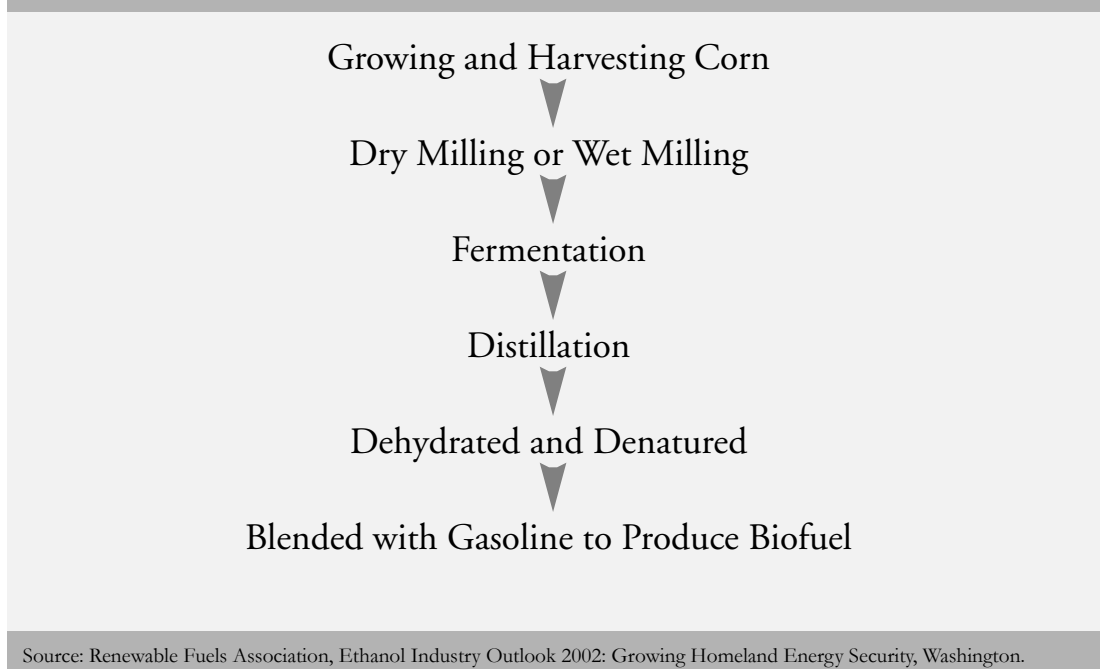 Growing and Harvesting Corn
Dry Milling or Wet Milling
Fermentation
Distillation
Dehydrated and Denatured
Blended with Gasoline to Produce Biofuel
Source: Renewable Fuels Association, Ethanol Industry Outlook 2002: Growing Homeland Energy Security, Washington.